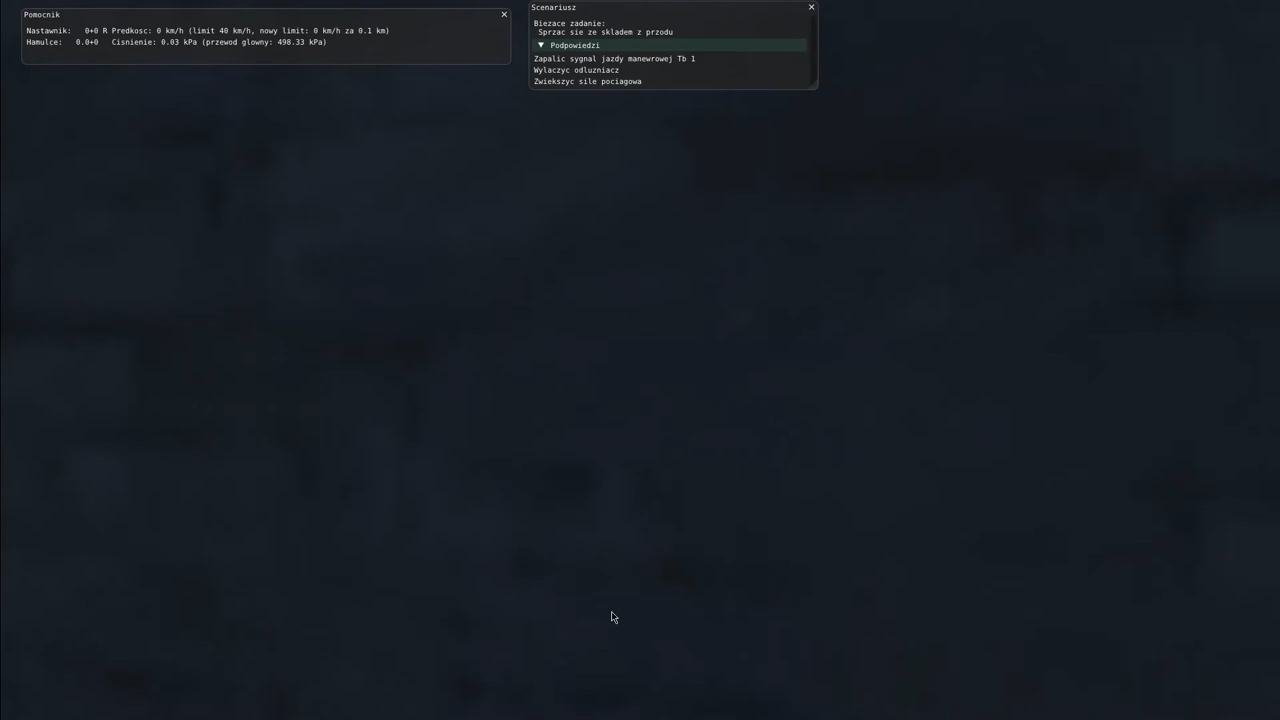 Pomocnik
Nastawnik: 0+0 R Predkosc: 0 km/h (limit 40 km/h, nowy limit: 0 km/h za 0.1 km)
Hamulce: 0.0+0 Cisnienie: 0.03 kPa (przewod glowny: 498.33 kPa)
Scenariusz
Biezace zadanie:
Sprzac sie ze skladem z przodu
Podpowiedzi
Zapalic sygnal jazdy manewrowej Tb 1
Wylaczyc odluzniacz
Zwiekszyc sile pociagowa